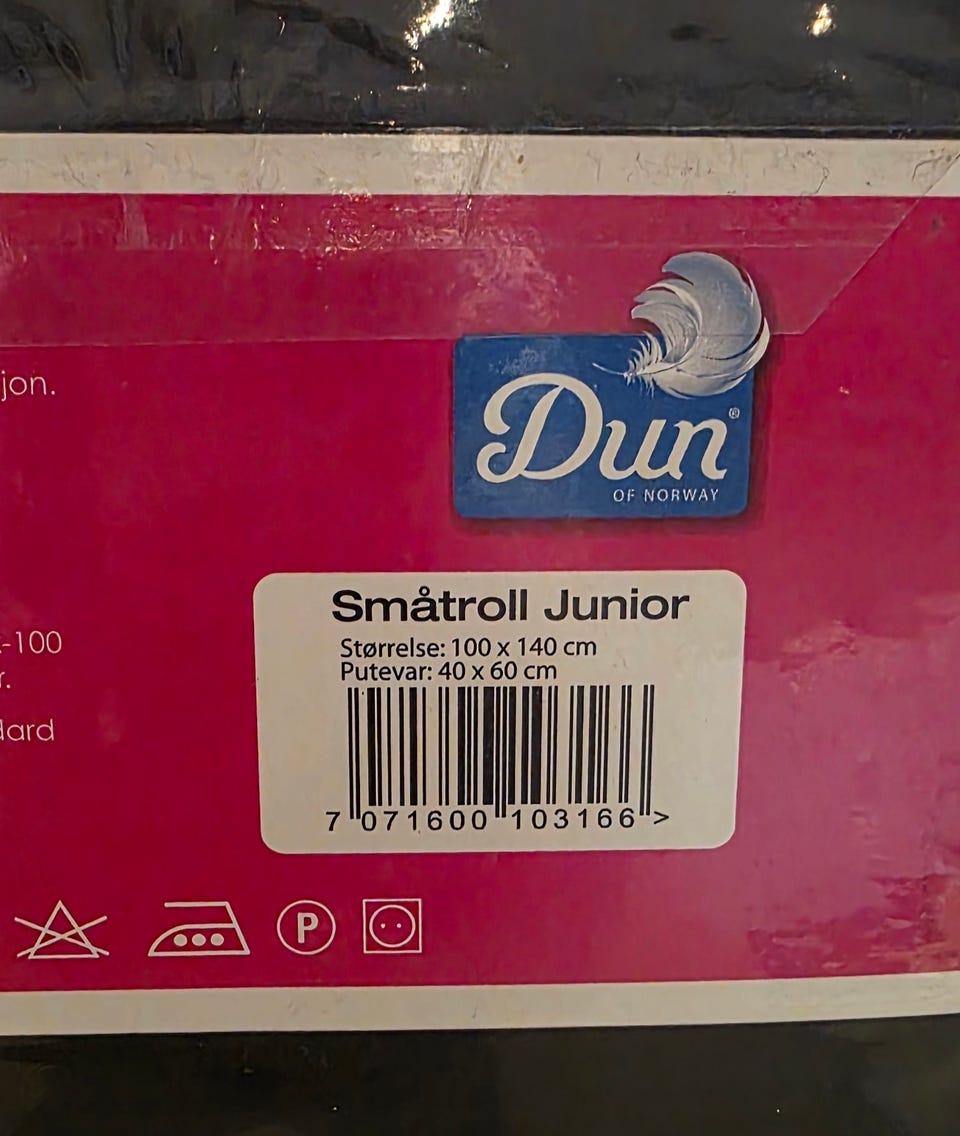 jon.
Dun®
OF NORWAY
Småtroll Junior
Størrelse: 100 x 140 cm
Putevar: 40 x 60 cm
7 071600 103166 >
-100
r.
dard
P